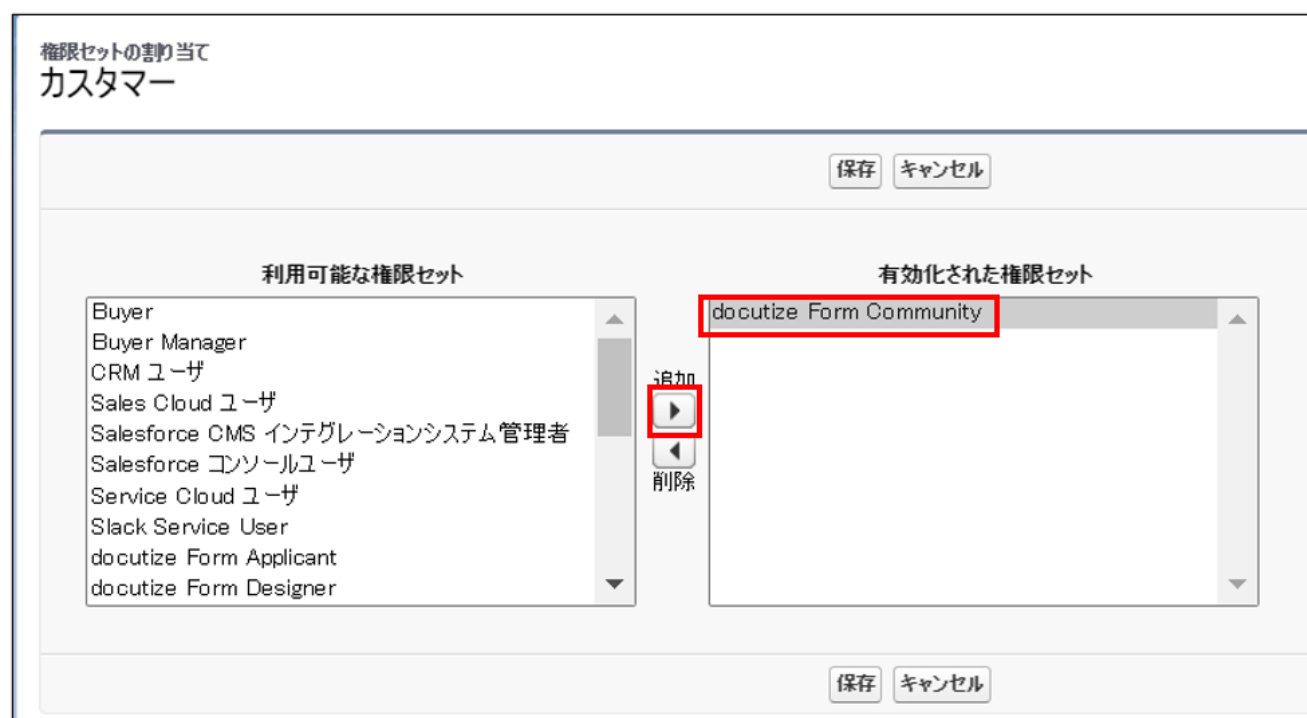 権限セットの割り当て
カスタマー
保存 キャンセル
利用可能な権限セット
Buyer
Buyer Manager
CRM ユーザ
Sales Cloud ユーザ
Salesforce CMS インテグレーションシステム管理者
Salesforce コンソールユーザ
Service Cloud ユーザ
Slack Service User
docutize Form Applicant
docutize Form Designer
追加
削除
有効化された権限セット
docutize Form Community
保存 キャンセル